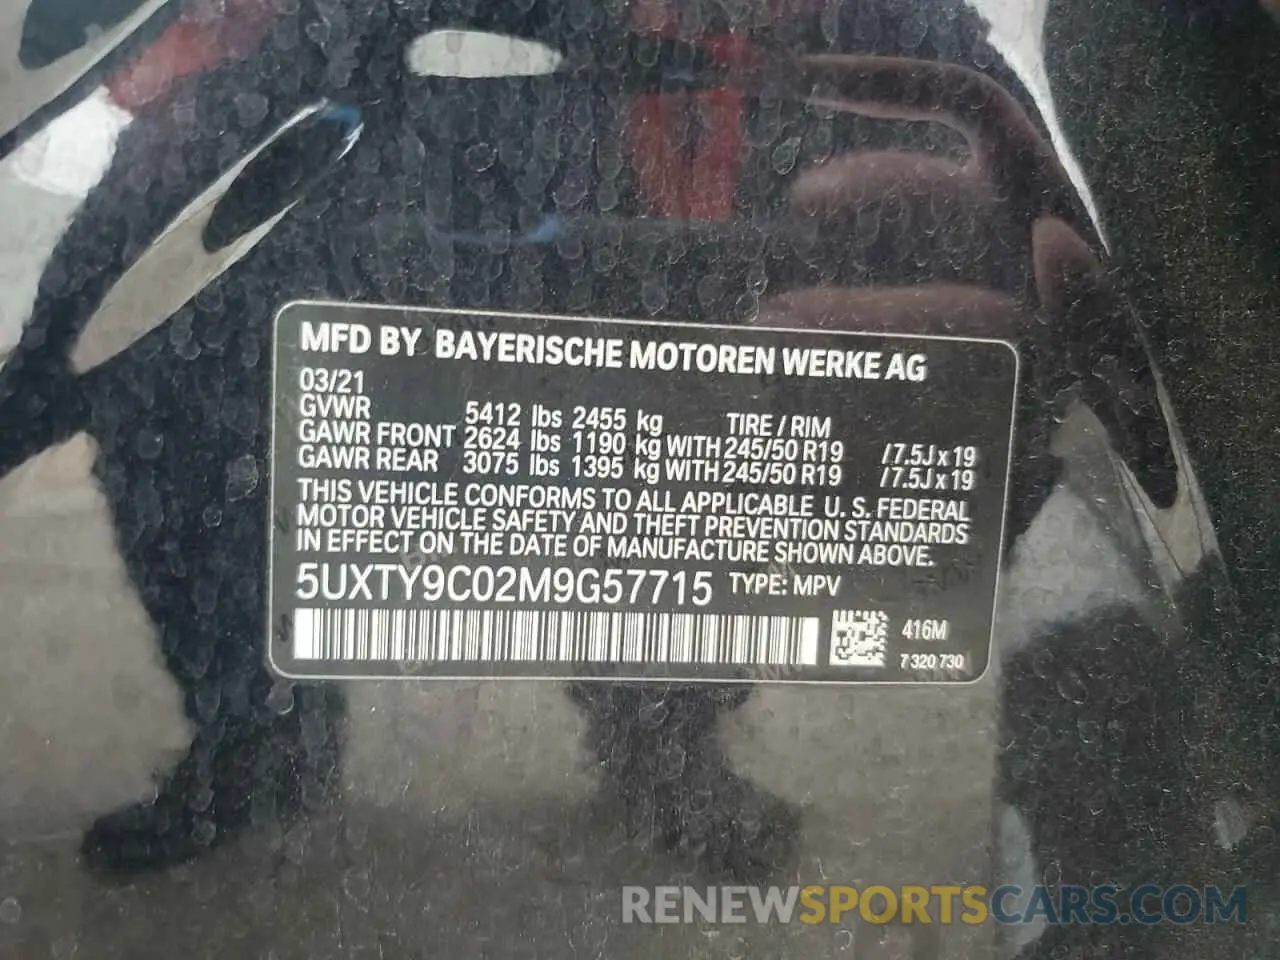 MFD BY BAYERISCHE MOTOREN WERKE AG
03/21
GVWR 5412 lbs 2455 kg TIRE / RIM
GAWR FRONT 2624 lbs 1190 kg WITH 245/50 R19 /7.5J x 19
GAWR REAR 3075 lbs 1395 kg WITH 245/50 R19 /7.5J x 19
THIS VEHICLE CONFORMS TO ALL APPLICABLE U. S. FEDERAL
MOTOR VEHICLE SAFETY AND THEFT PREVENTION STANDARDS
IN EFFECT ON THE DATE OF MANUFACTURE SHOWN ABOVE.
5UXTY9C02M9G57715 TYPE: MPV
416M
7 320 730
RENEWSPORTSCARS.COM